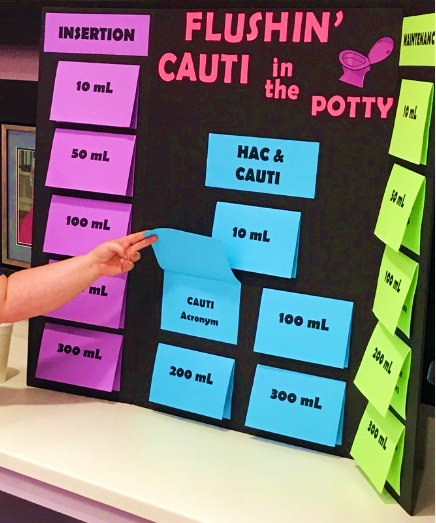 INSERTION
10 mL
50 mL
100 mL
mL
300 mL
FLUSHIN'
CAUTI in
the
POTTY
HAC &
CAUTI
10 mL
CAUTI
Acronym
100 mL
200 mL
300 mL
MAINTENANC
10 mL
50 mL
100 mL
200 mL
300 mL